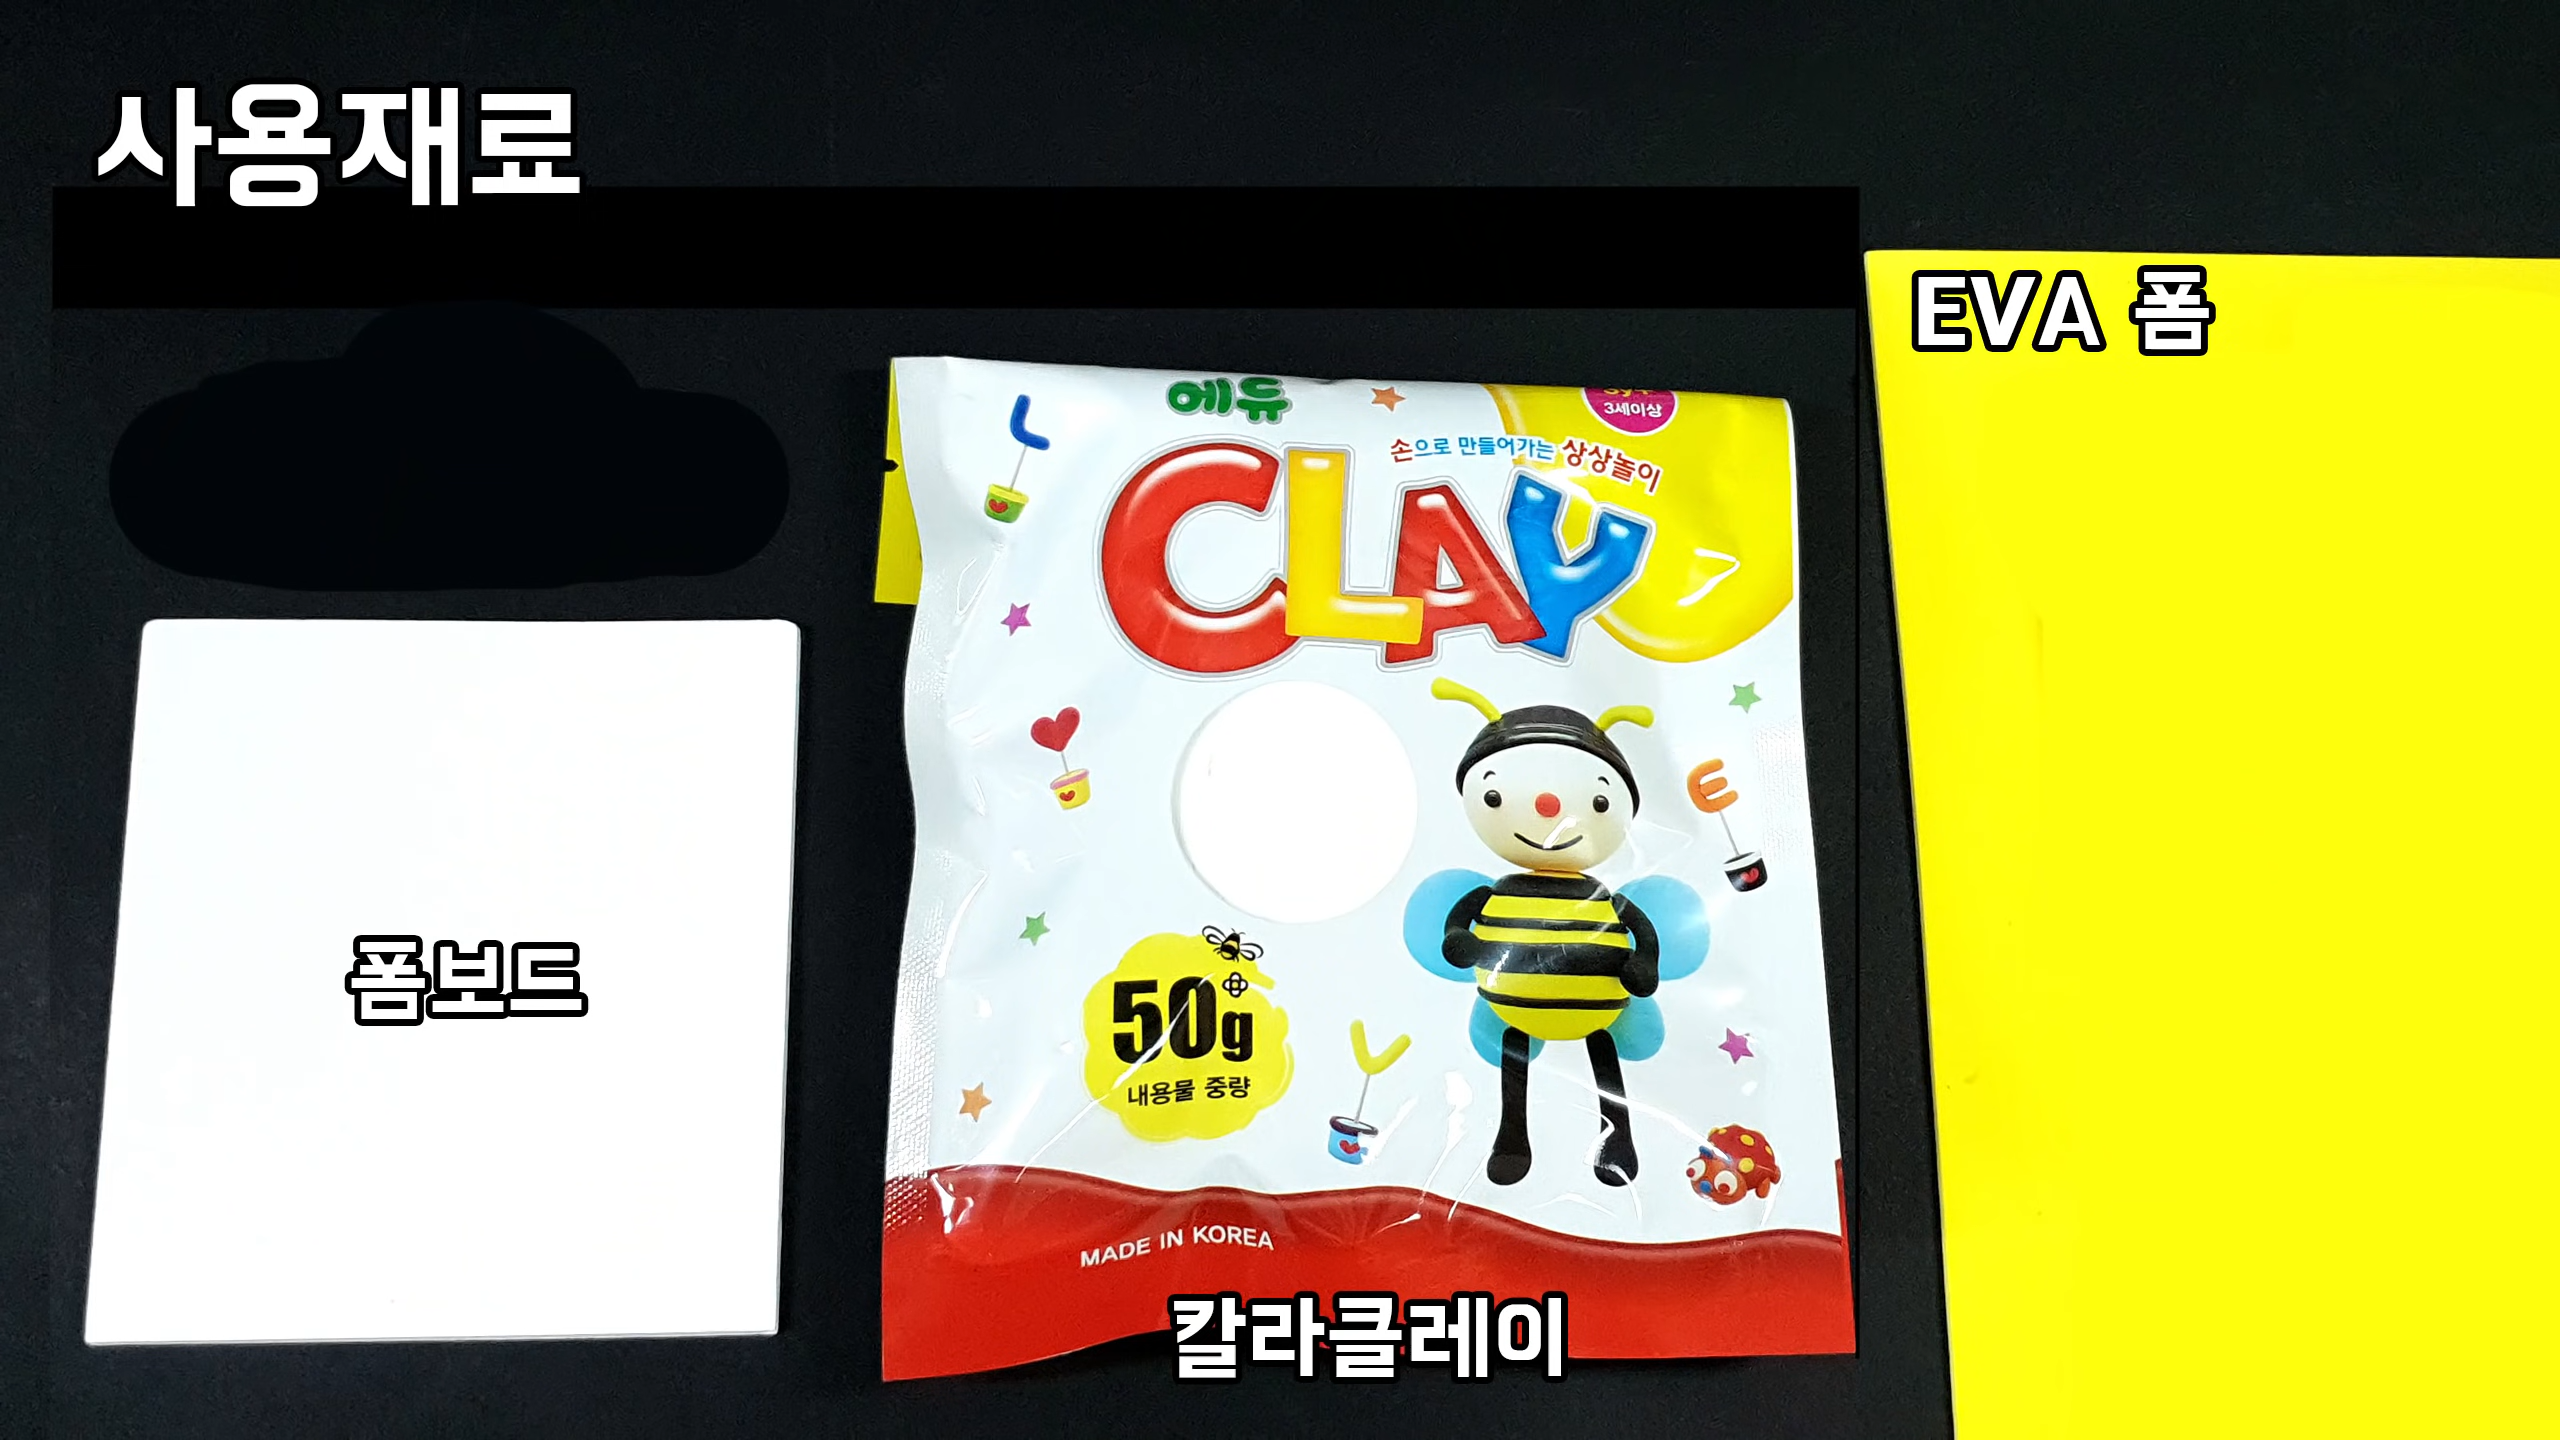 사용재료
EVA 폼
에듀
3세이상
손으로 만들어가는 상상놀이
CLAY
L
E
폼보드
50g
내용물 중량
V
MADE IN KOREA
칼라클레이